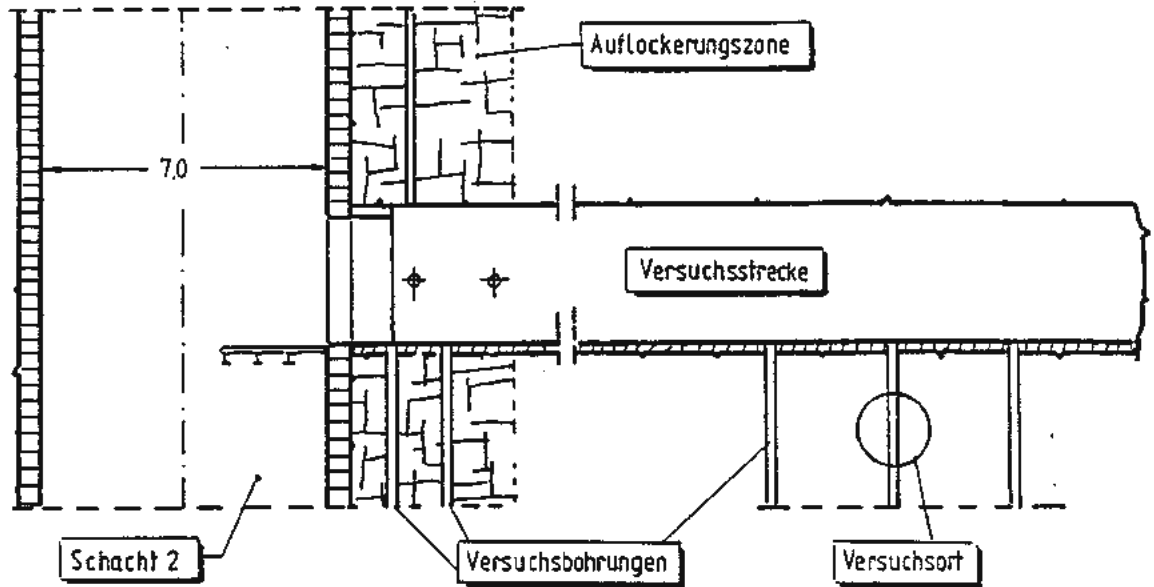 Auflockerungszone
7,0
Versuchsstrecke
Schacht 2
Versuchsbohrungen
Versuchsort